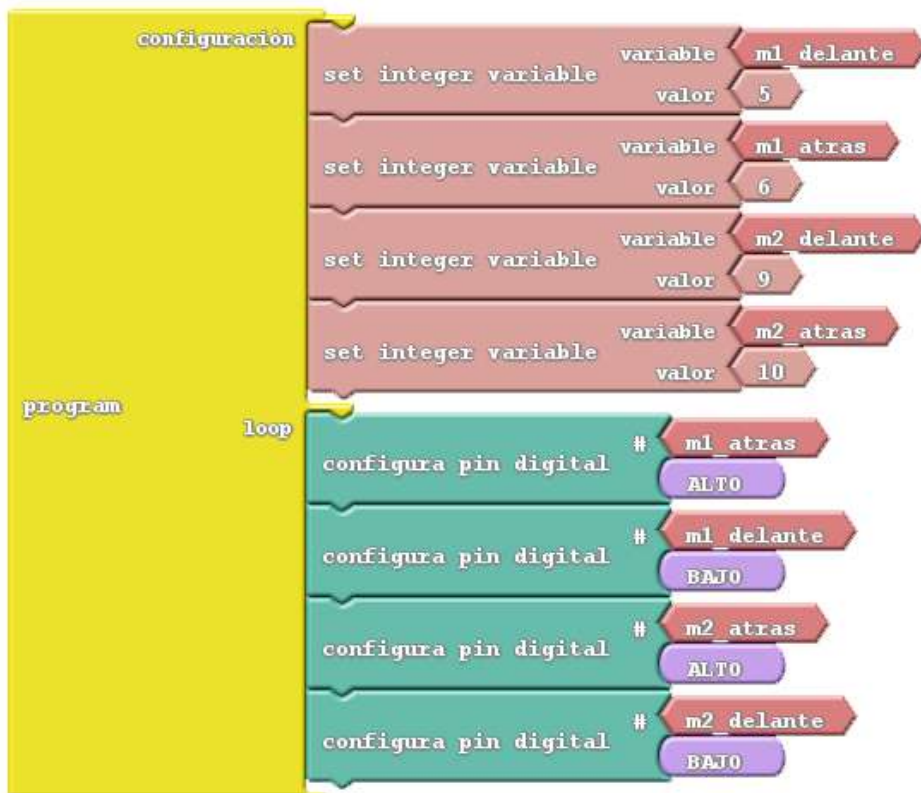 configuración
variable m1_delante
set integer variable
valor 5
variable m1_atras
set integer variable
valor 6
variable m2_delante
set integer variable
valor 9
variable m2_atras
set integer variable
valor 10
program
loop
# m1_atras
configura pin digital
ALTO
# m1_delante
configura pin digital
BAJO
# m2_atras
configura pin digital
ALTO
# m2_delante
configura pin digital
BAJO